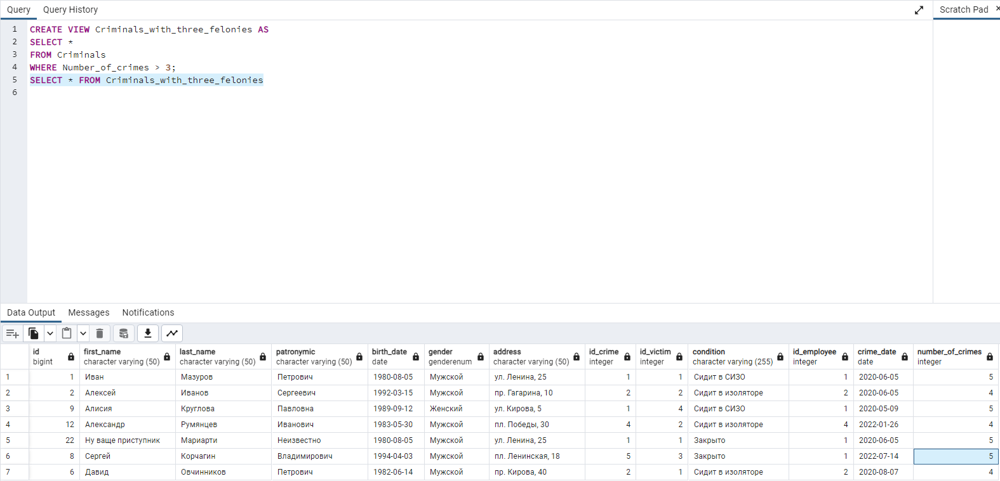 Query Query History Scratch Pad
1 CREATE VIEW Criminals_with_three_felonies AS
2 SELECT *
3 FROM Criminals
4 WHERE Number_of_crimes > 3;
5 SELECT * FROM Criminals_with_three_felonies
6
Data Output Messages Notifications
id first_name last_name patronymic birth_date gender address id_crime id_victim condition id_employee crime_date number_of_crimes
bigint character varying (50) character varying (50) character varying (50) date genderenum character varying (50) integer integer character varying (255) integer date integer
1 1 Иван Мазуров Петрович 1980-08-05 Мужской ул. Ленина, 25 1 1 Сидит в СИЗО 1 2020-06-05 5
2 2 Алексей Иванов Сергеевич 1992-03-15 Мужской пр. Гагарина, 10 2 2 Сидит в изоляторе 2 2020-06-05 4
3 9 Алисия Круглова Павловна 1989-09-12 Женский ул. Кирова, 5 1 4 Сидит в СИЗО 1 2020-05-09 5
4 12 Александр Румянцев Иванович 1983-05-30 Мужской пл. Победы, 30 4 2 Сидит в изоляторе 4 2022-01-26 4
5 22 Ну ваще приступник Мариарти Неизвестно 1980-08-05 Мужской ул. Ленина, 25 1 1 Закрыто 1 2020-06-05 5
6 8 Сергей Корчагин Владимирович 1994-04-03 Мужской пл. Ленинская, 18 5 3 Закрыто 1 2022-07-14 5
7 6 Давид Овчинников Петрович 1982-06-14 Мужской пр. Кирова, 40 2 1 Сидит в изоляторе 2 2020-08-07 4